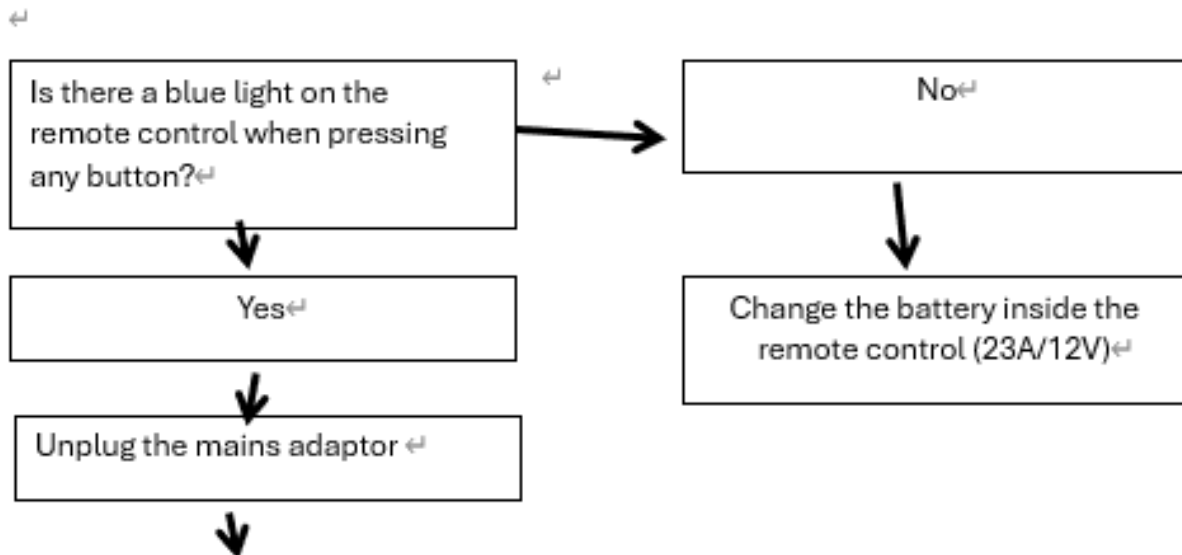 Is there a blue light on the
remote control when pressing
any button?
No
Yes
Change the battery inside the
remote control (23A/12V)
Unplug the mains adaptor